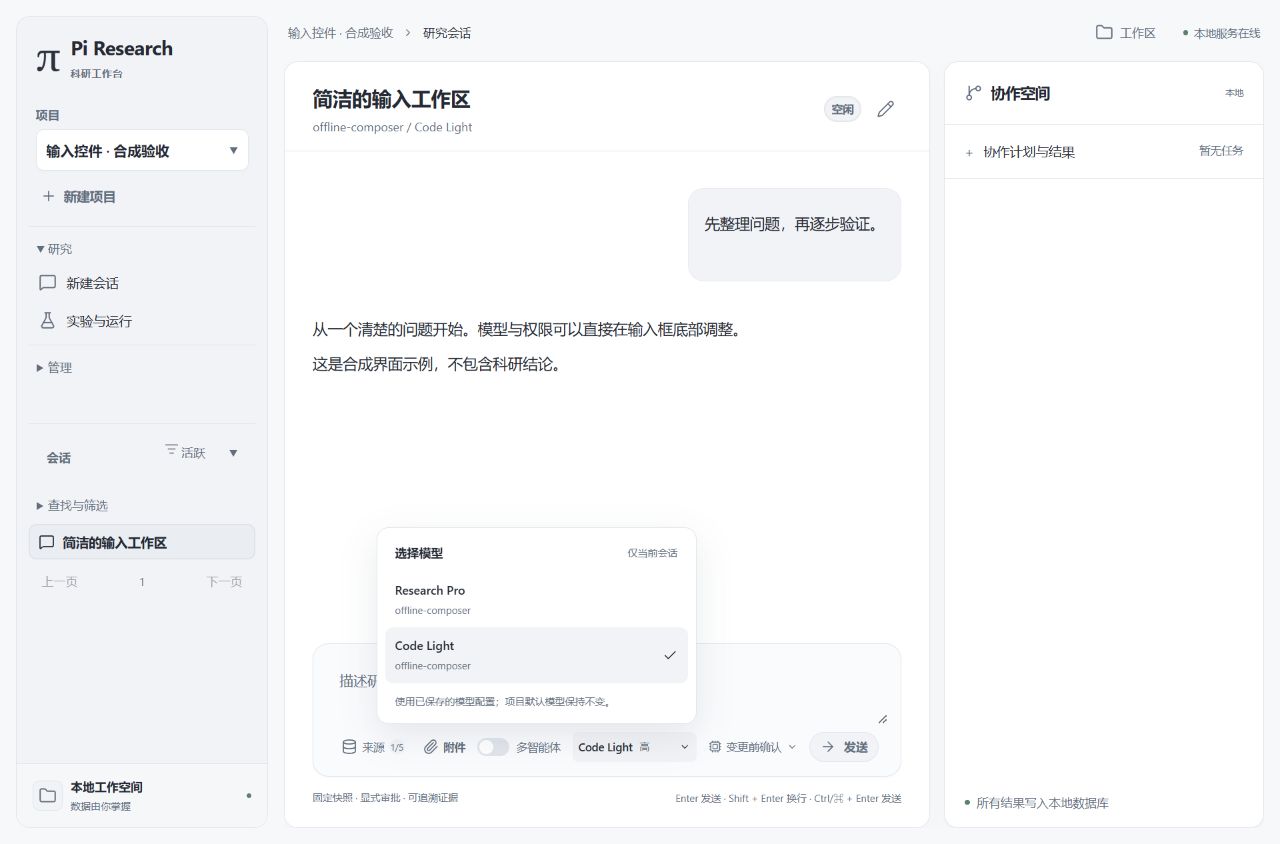 π Pi Research
科研工作台
项目
输入控件 · 合成验收 ▼
+ 新建项目
▼ 研究
新建会话
实验与运行
▶ 管理
会话 活跃 ▼
▶ 查找与筛选
简洁的输入工作区
上一页 1 下一页
本地工作空间
数据由你掌握
输入控件 · 合成验收 › 研究会话
工作区 • 本地服务在线
简洁的输入工作区
offline-composer / Code Light
空闲
先整理问题，再逐步验证。
从一个清楚的问题开始。模型与权限可以直接在输入框底部调整。
这是合成界面示例，不包含科研结论。
选择模型 仅当前会话
Research Pro
offline-composer
Code Light
offline-composer
使用已保存的模型配置；项目默认模型保持不变。
描述
来源 1/5 附件 多智能体 Code Light 高 变更前确认 发送
固定快照 · 显式审批 · 可追溯证据
Enter 发送 · Shift + Enter 换行 · Ctrl/⌘ + Enter 发送
协作空间 本地
+ 协作计划与结果 暂无任务
• 所有结果写入本地数据库